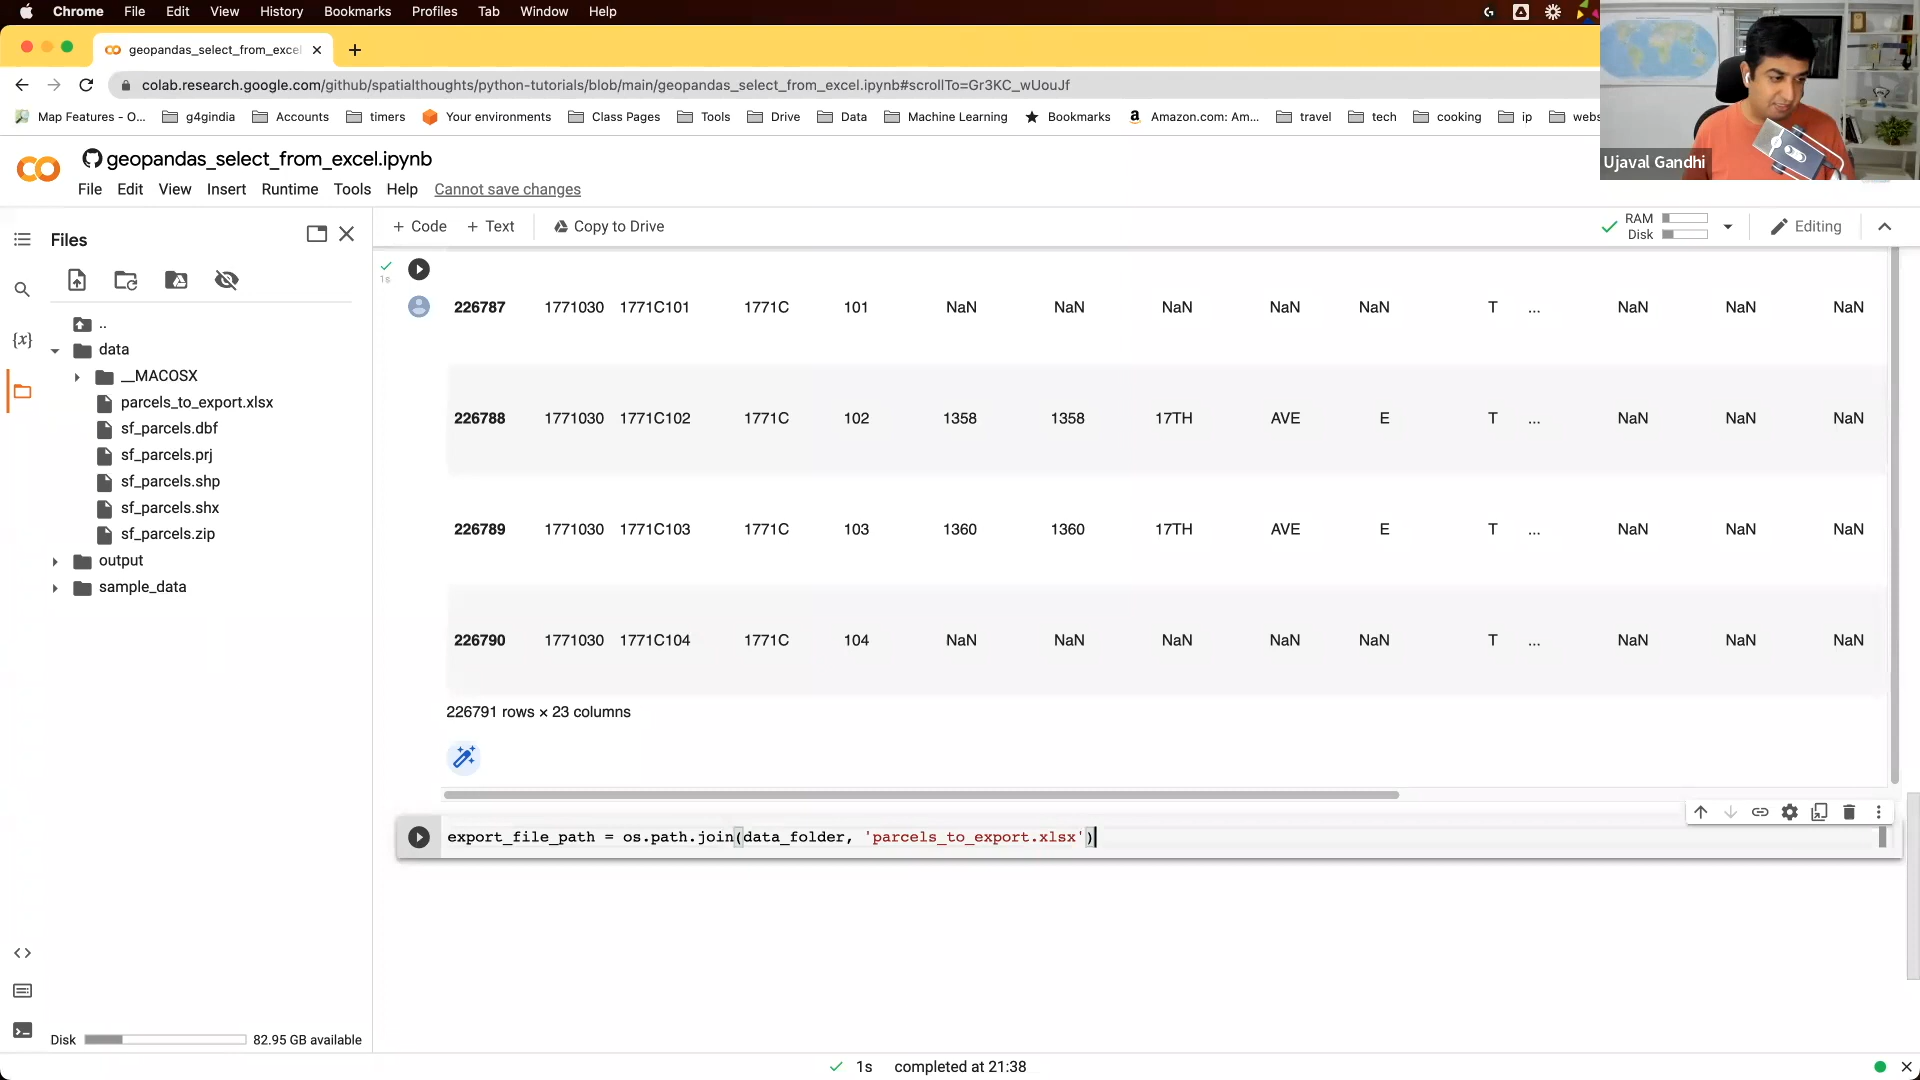 Chrome File Edit View History Bookmarks Profiles Tab Window Help
geopandas_select_from_excel
colab.research.google.com/github/spatialthoughts/python-tutorials/blob/main/geopandas_select_from_excel.ipynb#scrollTo=Gr3KC_wUouJf
Map Features - O... g4gindia Accounts timers Your environments Class Pages Tools Drive Data Machine Learning Bookmarks Amazon.com: Am... travel tech cooking ip webs
Ujaval Gandhi
geopandas_select_from_excel.ipynb
File Edit View Insert Runtime Tools Help Cannot save changes
Files
+ Code + Text Copy to Drive
RAM
Disk
Editing
..
data
__MACOSX
parcels_to_export.xlsx
sf_parcels.dbf
sf_parcels.prj
sf_parcels.shp
sf_parcels.shx
sf_parcels.zip
output
sample_data
{x}
1s
226787 1771030 1771C101 1771C 101 NaN NaN NaN NaN NaN T ... NaN NaN NaN
226788 1771030 1771C102 1771C 102 1358 1358 17TH AVE E T ... NaN NaN NaN
226789 1771030 1771C103 1771C 103 1360 1360 17TH AVE E T ... NaN NaN NaN
226790 1771030 1771C104 1771C 104 NaN NaN NaN NaN NaN T ... NaN NaN NaN
226791 rows × 23 columns
export_file_path = os.path.join(data_folder, 'parcels_to_export.xlsx')
Disk 82.95 GB available
1s completed at 21:38